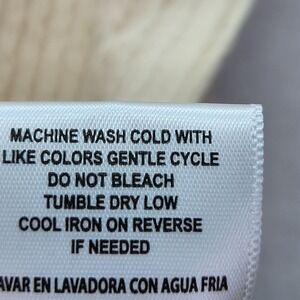 MACHINE WASH COLD WITH
LIKE COLORS GENTLE CYCLE
DO NOT BLEACH
TUMBLE DRY LOW
COOL IRON ON REVERSE
IF NEEDED
AVAR EN LAVADORA CON AGUA FRIA